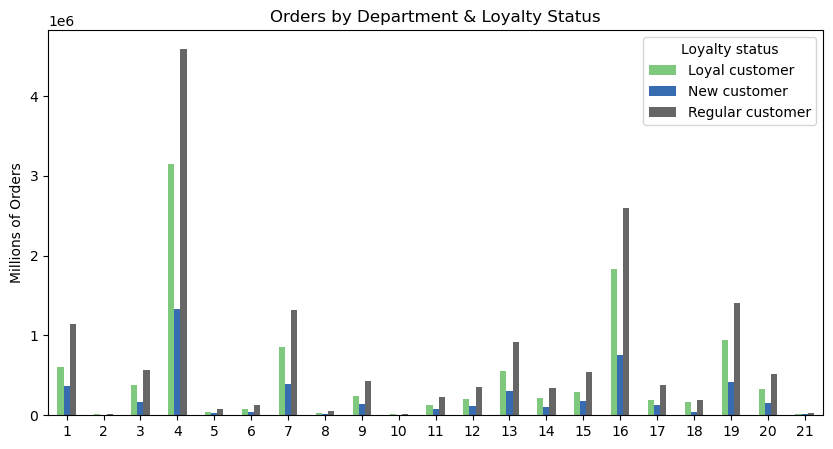 Orders by Department & Loyalty Status
1e6
Millions of Orders
4
3
2
1
0
Loyalty status
Loyal customer
New customer
Regular customer
1 2 3 4 5 6 7 8 9 10 11 12 13 14 15 16 17 18 19 20 21